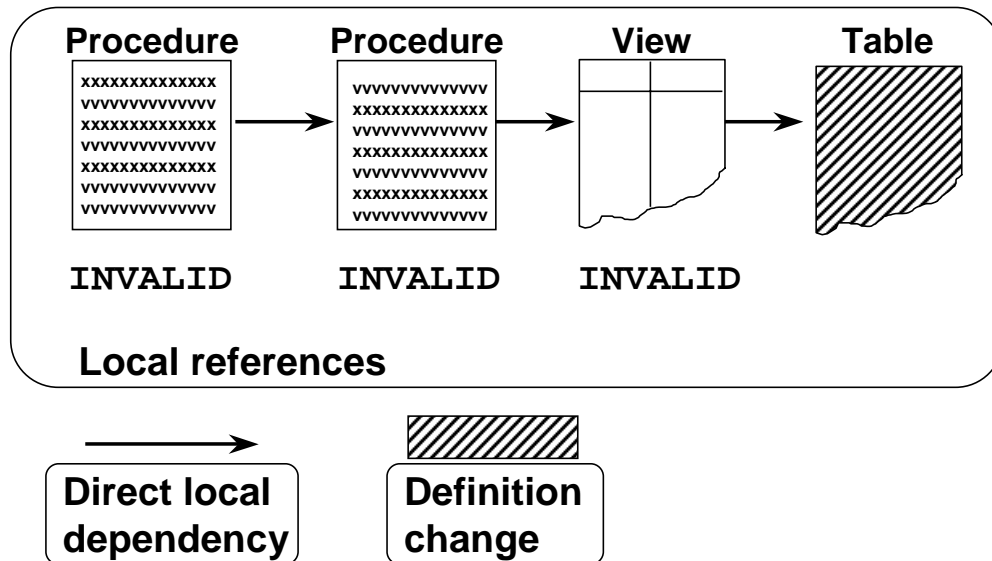 Procedure Procedure View Table
xxxxxxxxxxxxxx
vvvvvvvvvvvvvv
xxxxxxxxxxxxxx
vvvvvvvvvvvvvv
xxxxxxxxxxxxxx
vvvvvvvvvvvvvv
vvvvvvvvvvvvvv
vvvvvvvvvvvvvv
xxxxxxxxxxxxxx
vvvvvvvvvvvvvv
xxxxxxxxxxxxxx
vvvvvvvvvvvvvv
xxxxxxxxxxxxxx
vvvvvvvvvvvvvv
INVALID INVALID INVALID
Local references
Direct local
dependency
Definition
change